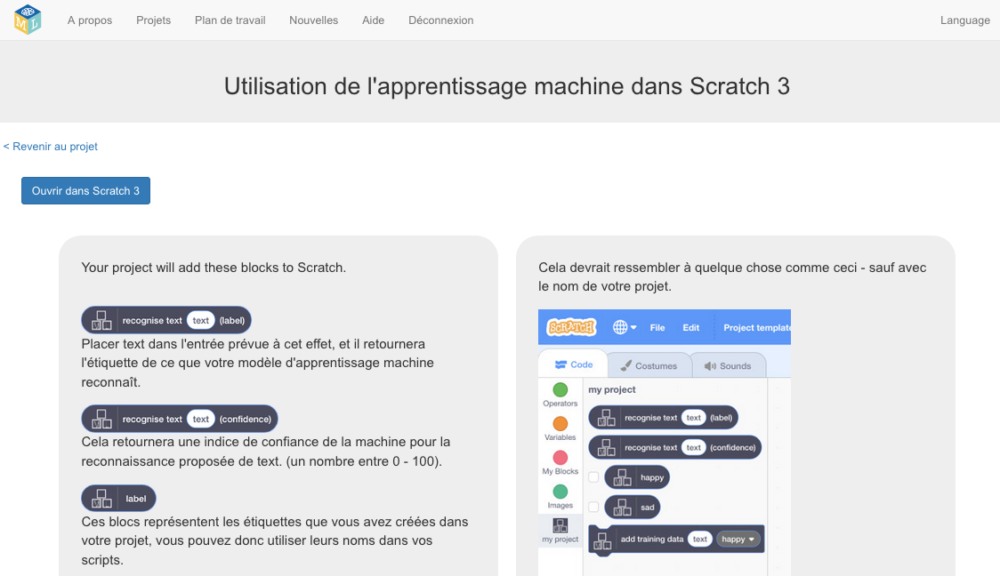 A propos Projets Plan de travail Nouvelles Aide Déconnexion Language
Utilisation de l'apprentissage machine dans Scratch 3
< Revenir au projet
Ouvrir dans Scratch 3
Your project will add these blocks to Scratch.
recognise text text (label)
Placer text dans l'entrée prévue à cet effet, et il retournera
l'étiquette de ce que votre modèle d'apprentissage machine
reconnaît.
recognise text text (confidence)
Cela retournera une indice de confiance de la machine pour la
reconnaissance proposée de text. (un nombre entre 0 - 100).
label
Ces blocs représentent les étiquettes que vous avez créées dans
votre projet, vous pouvez donc utiliser leurs noms dans vos
scripts.
Cela devrait ressembler à quelque chose comme ceci - sauf avec
le nom de votre projet.
SCRATCH File Edit Project template
Code Costumes Sounds
my project
Operators
recognise text text (label)
Variables
recognise text text (confidence)
My Blocks
happy
Images
sad
my project
add training data text happy